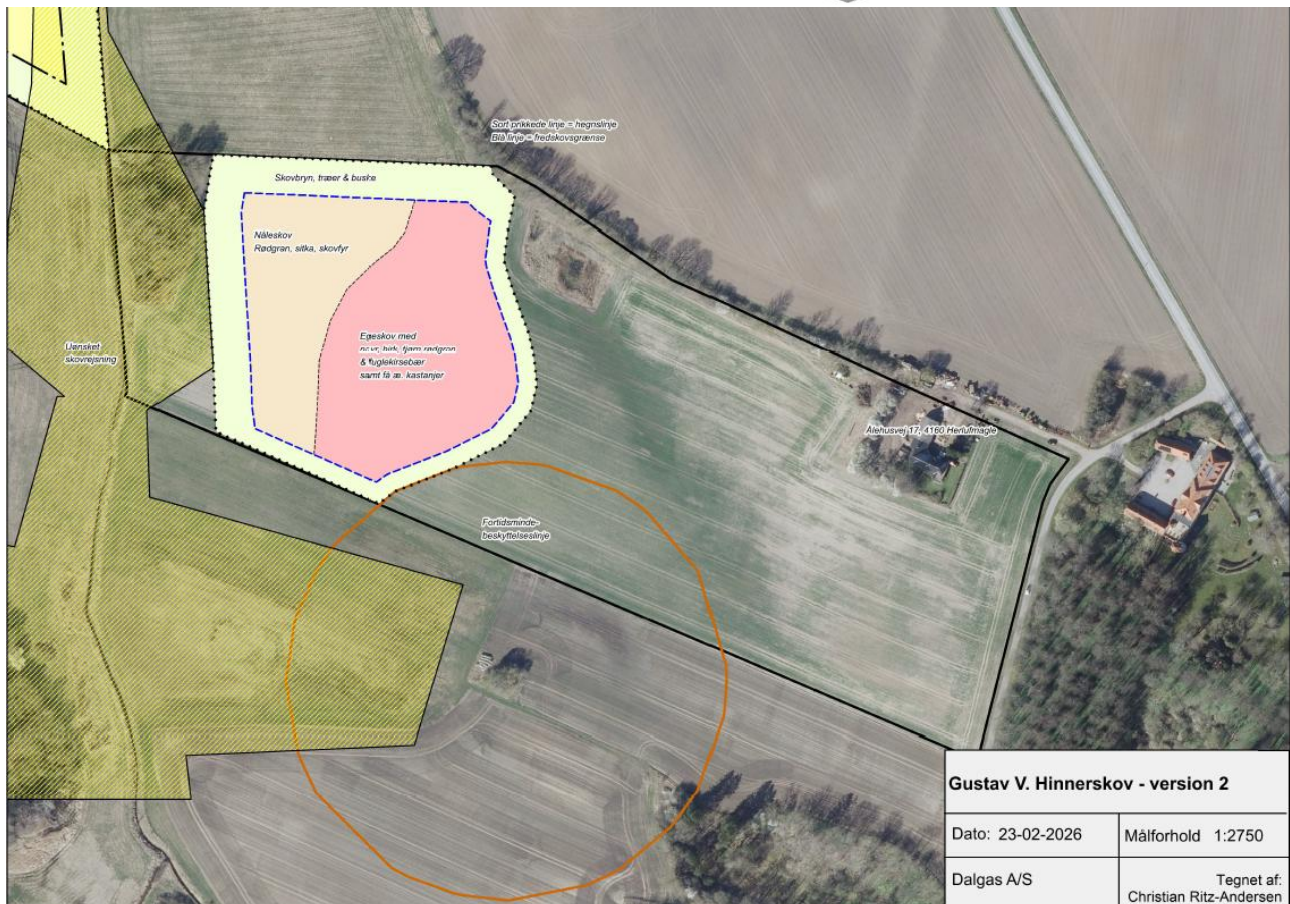 Sort prikkede linje = hegnslinje
Blå linje = fredskovsgrænse
Skovbryn, træer & buske
Nåleskov
Rødgran, sitka, skovfyr
Egeskov med
& fuglekirsebær
samt få æ. kastanjer
Uønsket
skovrejsning
Ålehusvej 17, 4160 Herlufmagle
Fortidsminde-
beskyttelseslinje
Gustav V. Hinnerskov - version 2
Dato: 23-02-2026
Målforhold 1:2750
Dalgas A/S
Tegnet af:
Christian Ritz-Andersen